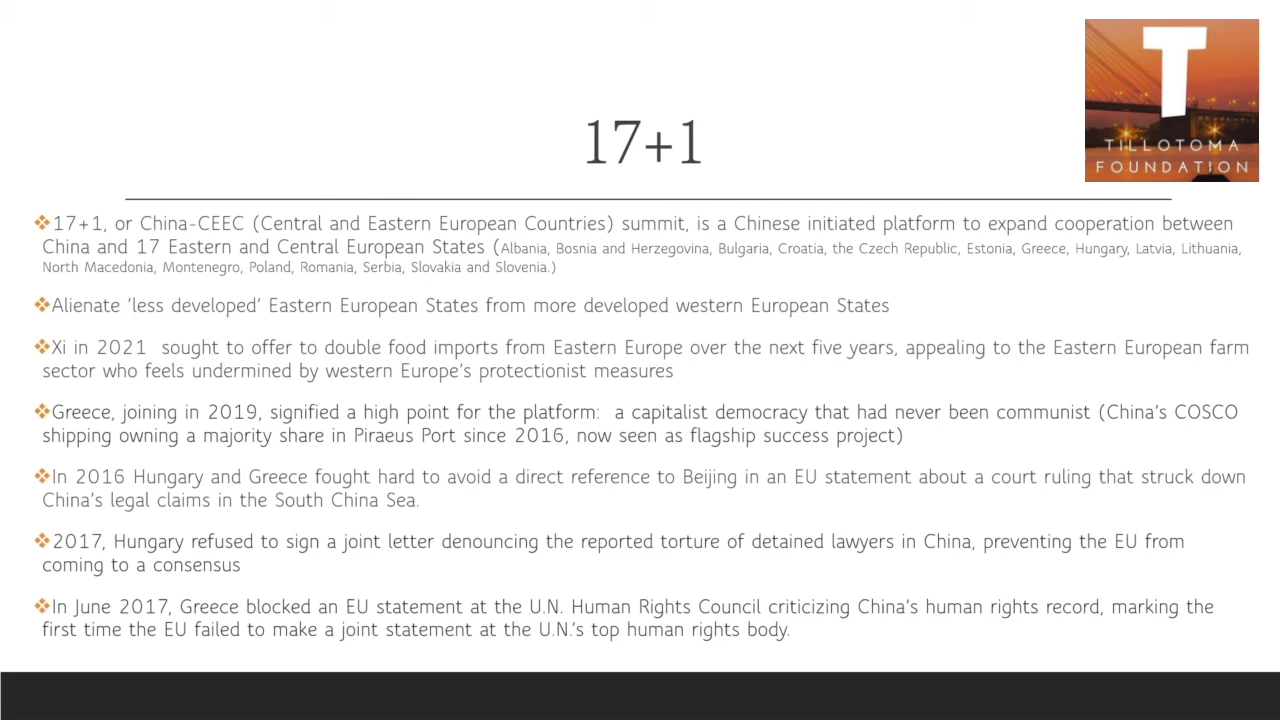 17+1
T
TILLOTOMA
FOUNDATION
❖17+1, or China-CEEC (Central and Eastern European Countries) summit, is a Chinese initiated platform to expand cooperation between
China and 17 Eastern and Central European States (Albania, Bosnia and Herzegovina, Bulgaria, Croatia, the Czech Republic, Estonia, Greece, Hungary, Latvia, Lithuania,
North Macedonia, Montenegro, Poland, Romania, Serbia, Slovakia and Slovenia.)
❖Alienate ‘less developed’ Eastern European States from more developed western European States
❖Xi in 2021 sought to offer to double food imports from Eastern Europe over the next five years, appealing to the Eastern European farm
sector who feels undermined by western Europe’s protectionist measures
❖Greece, joining in 2019, signified a high point for the platform: a capitalist democracy that had never been communist (China’s COSCO
shipping owning a majority share in Piraeus Port since 2016, now seen as flagship success project)
❖In 2016 Hungary and Greece fought hard to avoid a direct reference to Beijing in an EU statement about a court ruling that struck down
China’s legal claims in the South China Sea.
❖2017, Hungary refused to sign a joint letter denouncing the reported torture of detained lawyers in China, preventing the EU from
coming to a consensus
❖In June 2017, Greece blocked an EU statement at the U.N. Human Rights Council criticizing China’s human rights record, marking the
first time the EU failed to make a joint statement at the U.N.’s top human rights body.